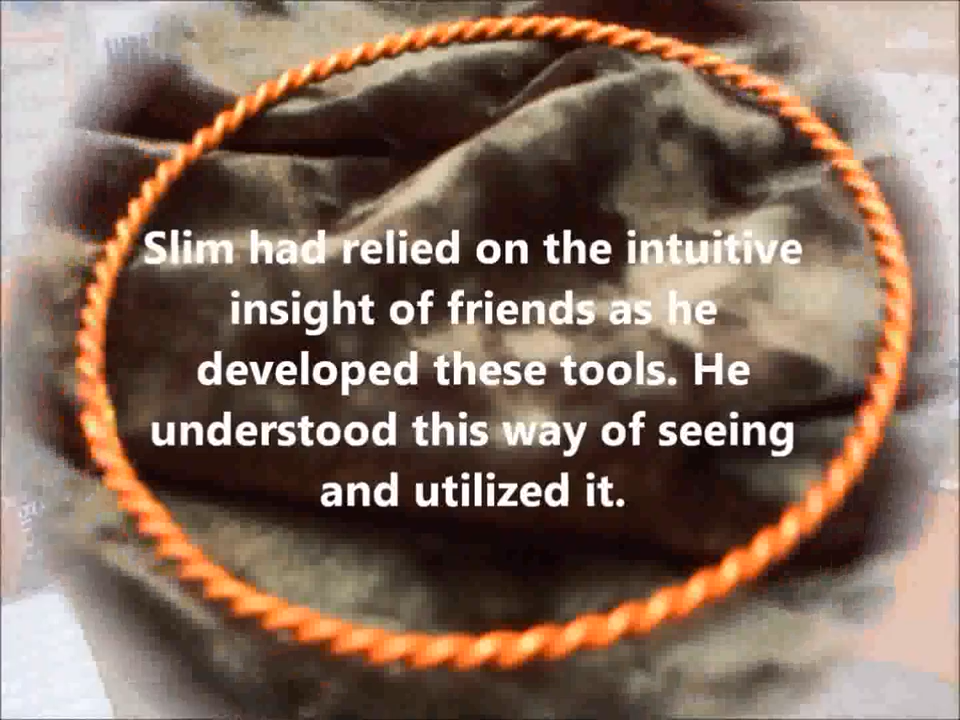 Slim had relied on the intuitive
insight of friends as he
developed these tools. He
understood this way of seeing
and utilized it.